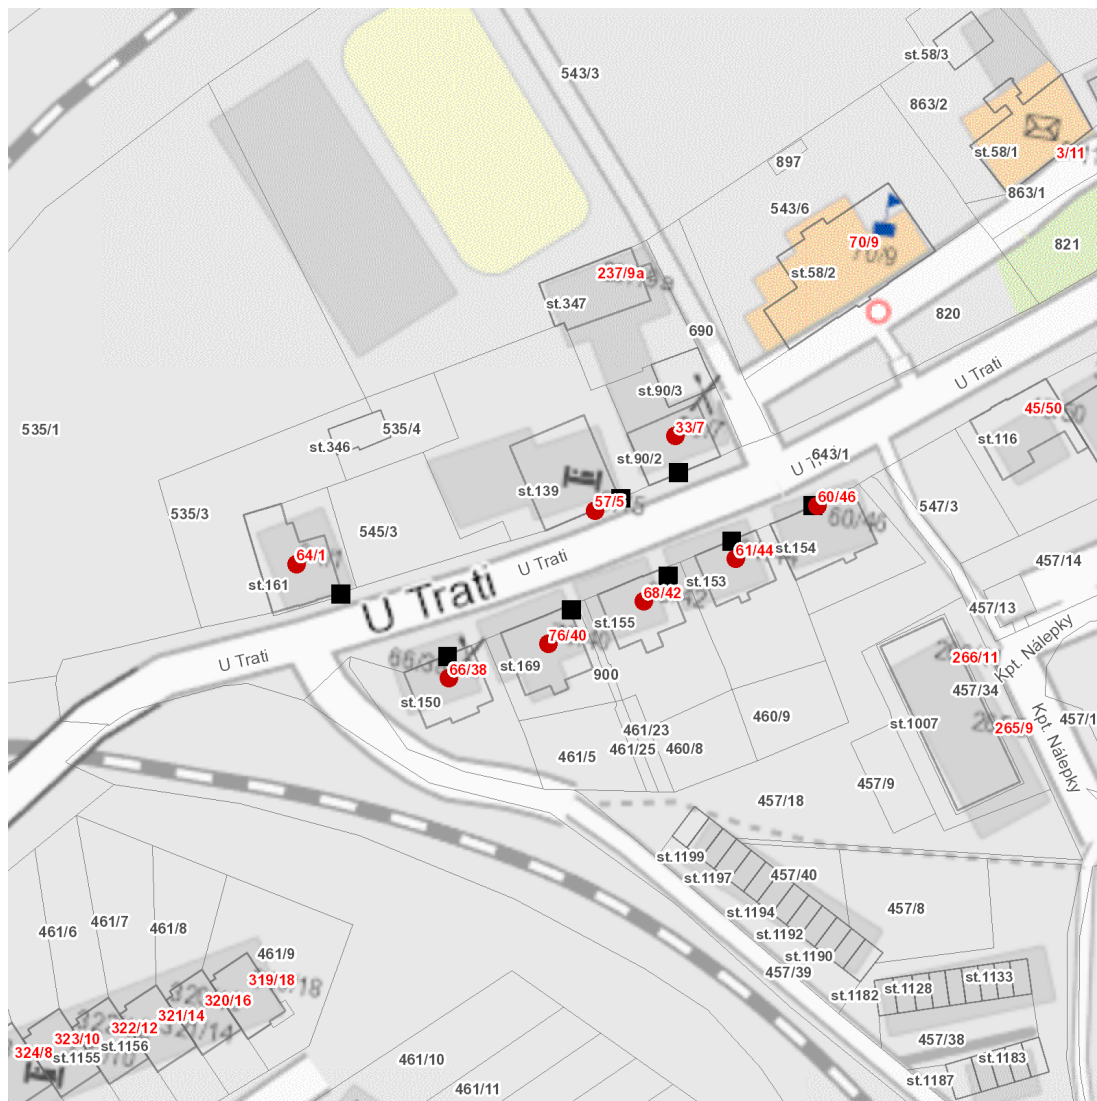 st.58/3
543/3
863/2
st.58/1
3/11
897
863/1
543/6
70/9
821
237/9a
st.58/2
st.347
820
690
U Trati
st.90/3
45/50
535/1
535/4
33/7
st.116
st.346
st.90/2
643/1
U Trati
st.139
57/5
60/46
535/3
545/3
547/3
60/46
64/1
U Trati
61/44
st.154
457/14
st.161
st.153
68/42
U Trati
457/13
st.155
76/40
Kpt. Nálepky
U Trati
66/38
st.169
266/11
900
457/34
st.150
460/9
st.1007
265/9
457/1
461/23
461/25
460/8
461/5
Kpt. Nálepky
457/9
457/18
st.1199
st.1197
457/40
461/7
461/6
461/8
st.1194
457/8
st.1192
461/9
st.1190
457/39
319/18
st.1133
st.1128
st.1182
320/16
321/14
322/12
323/10
st.1156
324/8
st.1155
457/38
461/10
st.1183
st.1187
461/11